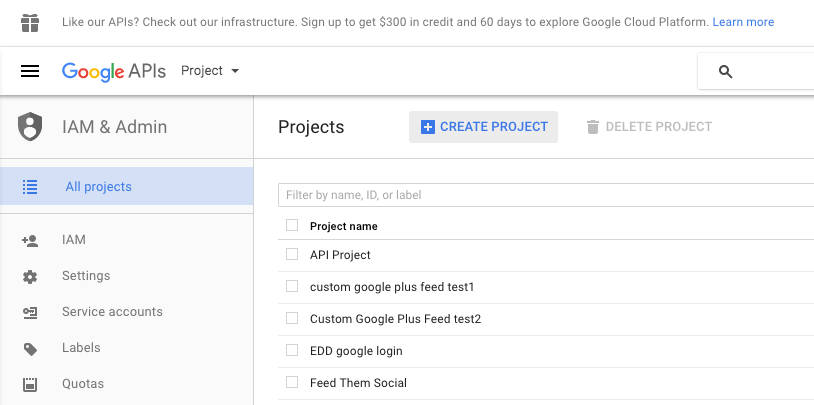 Like our APIs? Check out our infrastructure. Sign up to get $300 in credit and 60 days to explore Google Cloud Platform. Learn more
Google APIs Project
IAM & Admin
Projects CREATE PROJECT DELETE PROJECT
All projects
Filter by name, ID, or label
Project name
IAM
API Project
Settings
custom google plus feed test1
Service accounts
Custom Google Plus Feed test2
Labels
EDD google login
Quotas
Feed Them Social